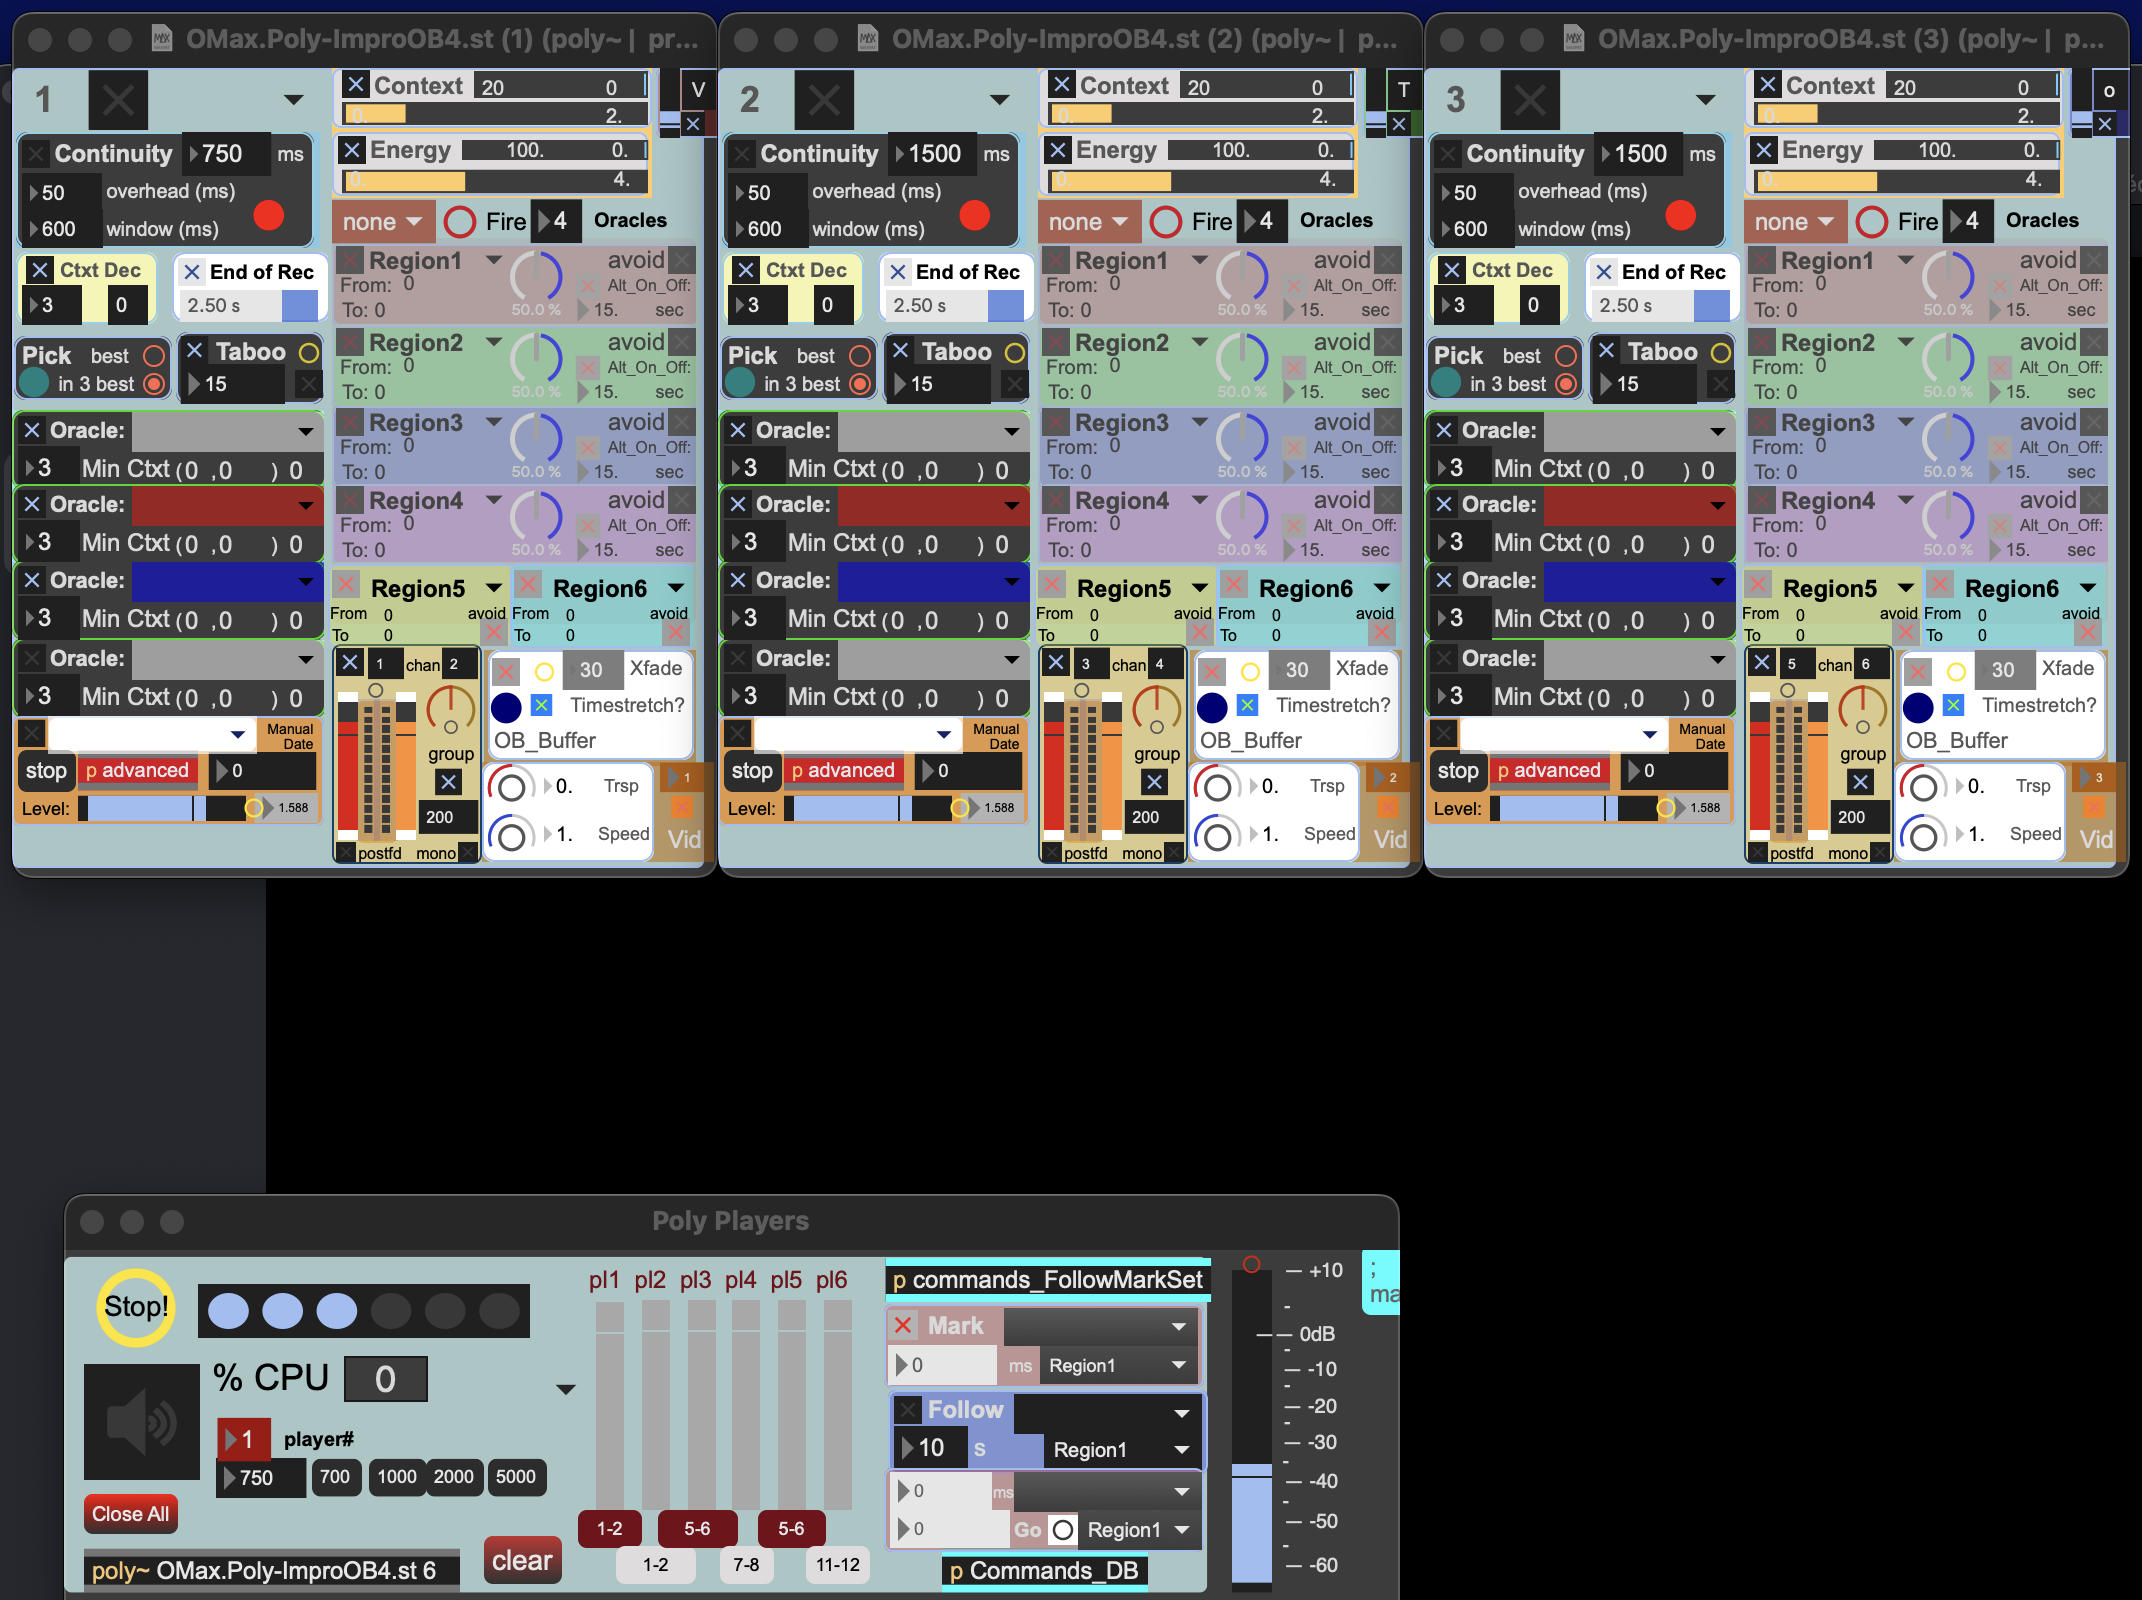 OMax.Poly-ImproOB4.st (1) (poly~ | pr...
1
Context 20 0
0. 2.
V
Continuity 750 ms
50 overhead (ms)
600 window (ms)
Energy 100. 0.
0. 4.
none Fire 4 Oracles
Ctxt Dec
3 0
End of Rec
2.50 s
Pick best
in 3 best
Taboo
15
Region1 avoid
From: 0 Alt_On_Off:
To: 0 50.0 % 15. sec
Region2 avoid
From: 0 Alt_On_Off:
To: 0 50.0 % 15. sec
Region3 avoid
From: 0 Alt_On_Off:
To: 0 50.0 % 15. sec
Region4 avoid
From: 0 Alt_On_Off:
To: 0 50.0 % 15. sec
Oracle:
3 Min Ctxt (0 ,0 ) 0
Oracle:
3 Min Ctxt (0 ,0 ) 0
Oracle:
3 Min Ctxt (0 ,0 ) 0
Oracle:
3 Min Ctxt (0 ,0 ) 0
Region5
From 0 avoid
To 0
Region6
From 0 avoid
To 0
Manual
Date
stop p advanced 0
Level: 1.588
1 chan 2
group
200
postfd mono
30 Xfade
Timestretch?
OB_Buffer
0. Trsp
1. Speed
1
Vid
OMax.Poly-ImproOB4.st (2) (poly~ | p...
2
Context 20 0
0. 2.
T
Continuity 1500 ms
50 overhead (ms)
600 window (ms)
Energy 100. 0.
0. 4.
none Fire 4 Oracles
Ctxt Dec
3 0
End of Rec
2.50 s
Pick best
in 3 best
Taboo
15
Region1 avoid
From: 0 Alt_On_Off:
To: 0 50.0 % 15. sec
Region2 avoid
From: 0 Alt_On_Off:
To: 0 50.0 % 15. sec
Region3 avoid
From: 0 Alt_On_Off:
To: 0 50.0 % 15. sec
Region4 avoid
From: 0 Alt_On_Off:
To: 0 50.0 % 15. sec
Oracle:
3 Min Ctxt (0 ,0 ) 0
Oracle:
3 Min Ctxt (0 ,0 ) 0
Oracle:
3 Min Ctxt (0 ,0 ) 0
Oracle:
3 Min Ctxt (0 ,0 ) 0
Region5
From 0 avoid
To 0
Region6
From 0 avoid
To 0
Manual
Date
stop p advanced 0
Level: 1.588
3 chan 4
group
200
postfd mono
30 Xfade
Timestretch?
OB_Buffer
0. Trsp
1. Speed
2
Vid
OMax.Poly-ImproOB4.st (3) (poly~ | p...
3
Context 20 0
0. 2.
o
Continuity 1500 ms
50 overhead (ms)
600 window (ms)
Energy 100. 0.
0. 4.
none Fire 4 Oracles
Ctxt Dec
3 0
End of Rec
2.50 s
Pick best
in 3 best
Taboo
15
Region1 avoid
From: 0 Alt_On_Off:
To: 0 50.0 % 15. sec
Region2 avoid
From: 0 Alt_On_Off:
To: 0 50.0 % 15. sec
Region3 avoid
From: 0 Alt_On_Off:
To: 0 50.0 % 15. sec
Region4 avoid
From: 0 Alt_On_Off:
To: 0 50.0 % 15. sec
Oracle:
3 Min Ctxt (0 ,0 ) 0
Oracle:
3 Min Ctxt (0 ,0 ) 0
Oracle:
3 Min Ctxt (0 ,0 ) 0
Oracle:
3 Min Ctxt (0 ,0 ) 0
Region5
From 0 avoid
To 0
Region6
From 0 avoid
To 0
Manual
Date
stop p advanced 0
Level: 1.588
5 chan 6
group
200
postfd mono
30 Xfade
Timestretch?
OB_Buffer
0. Trsp
1. Speed
3
Vid
Poly Players
Stop!
% CPU 0
1 player#
750 700 1000 2000 5000
Close All
poly~ OMax.Poly-ImproOB4.st 6
clear
pl1 pl2 pl3 pl4 pl5 pl6
1-2 5-6 5-6
1-2 7-8 11-12
p commands_FollowMarkSet
Mark
0 ms Region1
Follow
10 s Region1
0 ms
0 Go Region1
p Commands_DB
+10
0dB
-10
-20
-30
-40
-50
-60
;
ma